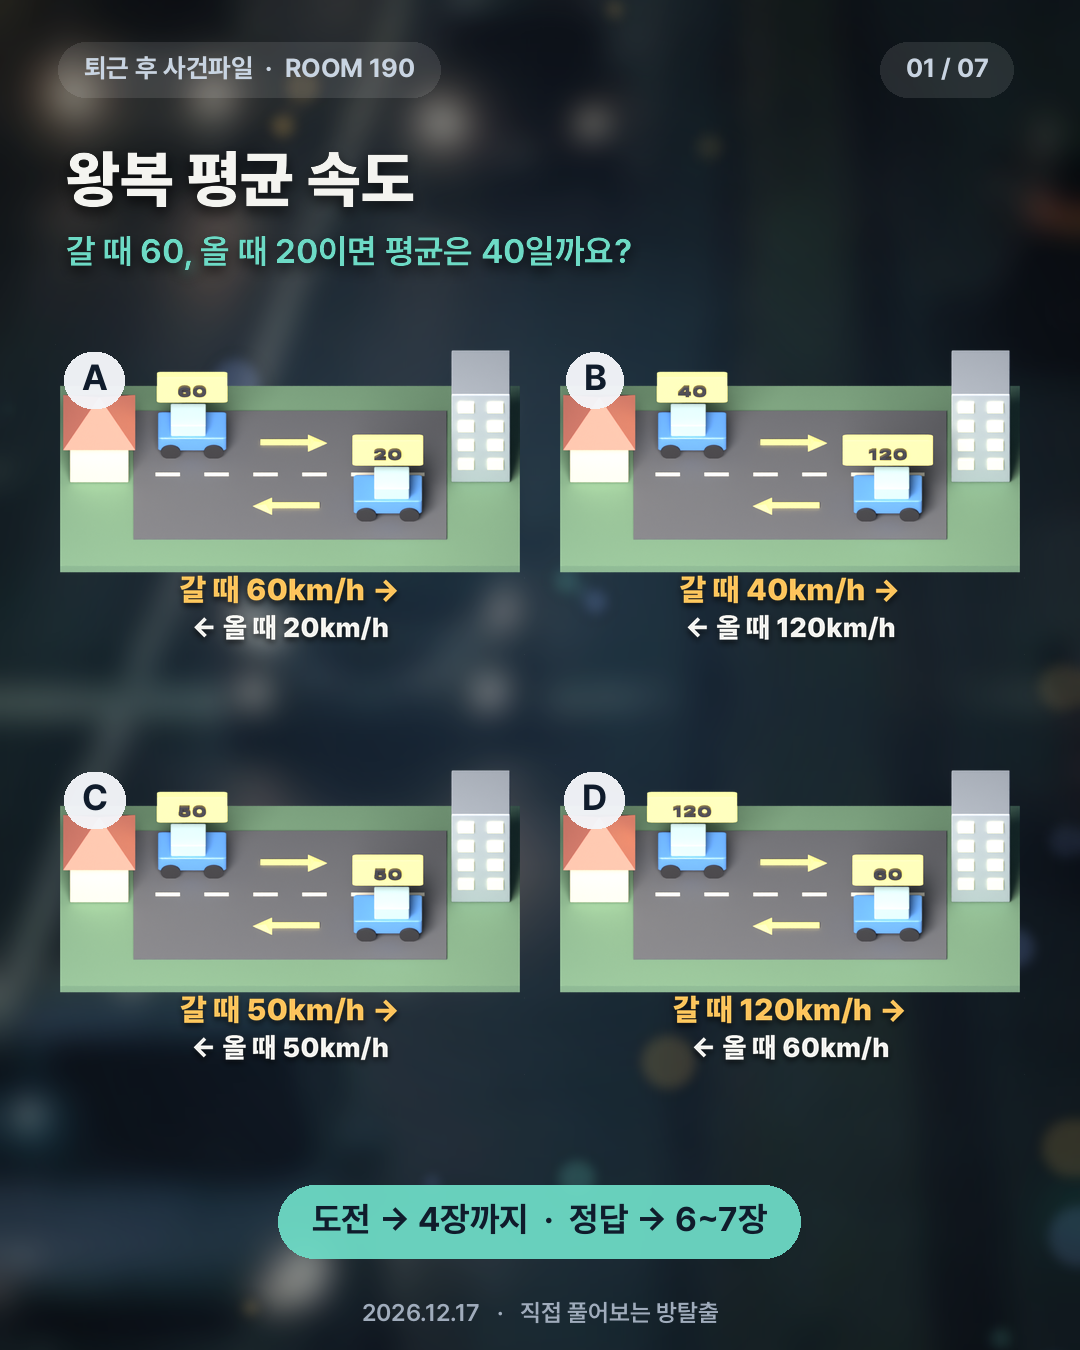 퇴근 후 사건파일 · ROOM 190
01 / 07
왕복 평균 속도
갈 때 60, 올 때 20이면 평균은 40일까요?
A
60
20
갈 때 60km/h →
← 올 때 20km/h
B
40
120
갈 때 40km/h →
← 올 때 120km/h
C
50
50
갈 때 50km/h →
← 올 때 50km/h
D
120
60
갈 때 120km/h →
← 올 때 60km/h
도전 → 4장까지 · 정답 → 6~7장
2026.12.17 · 직접 풀어보는 방탈출